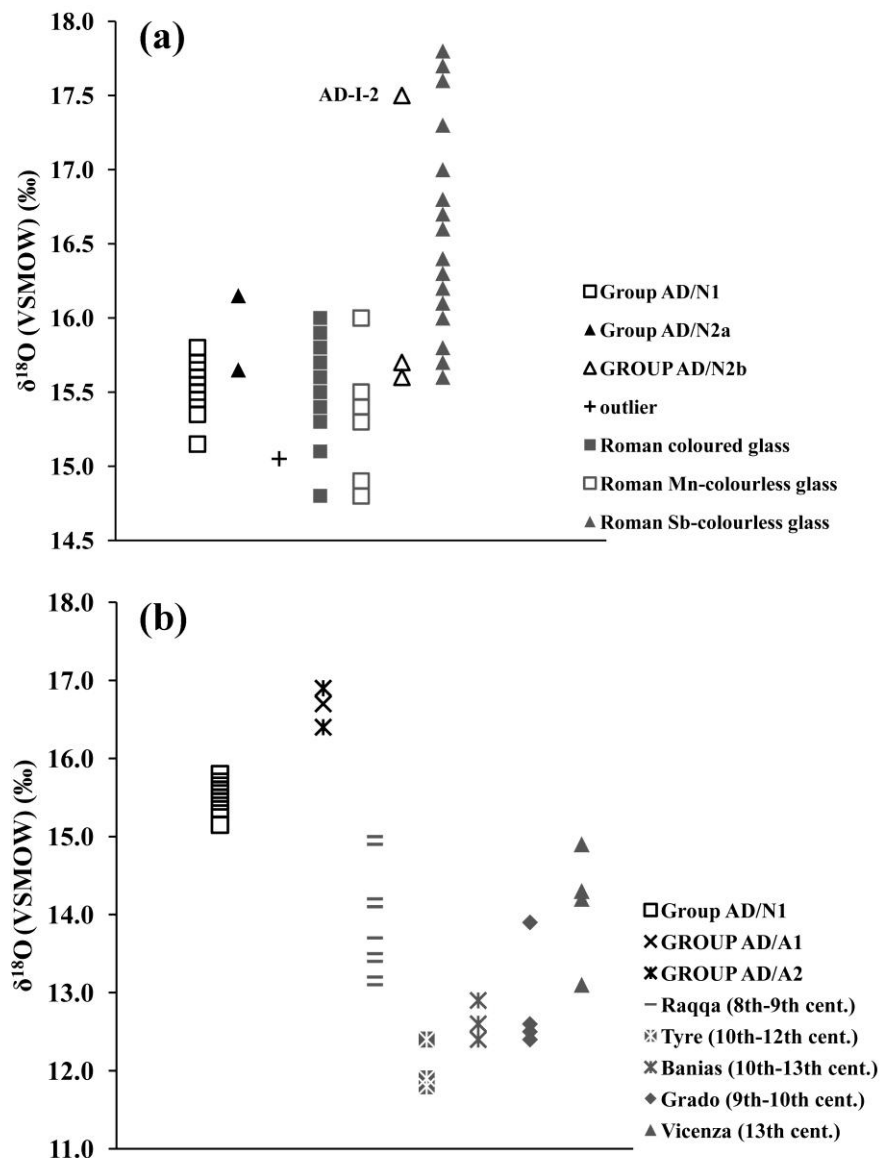 (a)
18.0
17.5
17.0
16.5
16.0
15.5
15.0
14.5
δ18O (VSMOW) (‰)
AD-I-2
Group AD/N1
Group AD/N2a
GROUP AD/N2b
outlier
Roman coloured glass
Roman Mn-colourless glass
Roman Sb-colourless glass
(b)
18.0
17.0
16.0
15.0
14.0
13.0
12.0
11.0
δ18O (VSMOW) (‰)
Group AD/N1
GROUP AD/A1
GROUP AD/A2
Raqqa (8th-9th cent.)
Tyre (10th-12th cent.)
Banias (10th-13th cent.)
Grado (9th-10th cent.)
Vicenza (13th cent.)